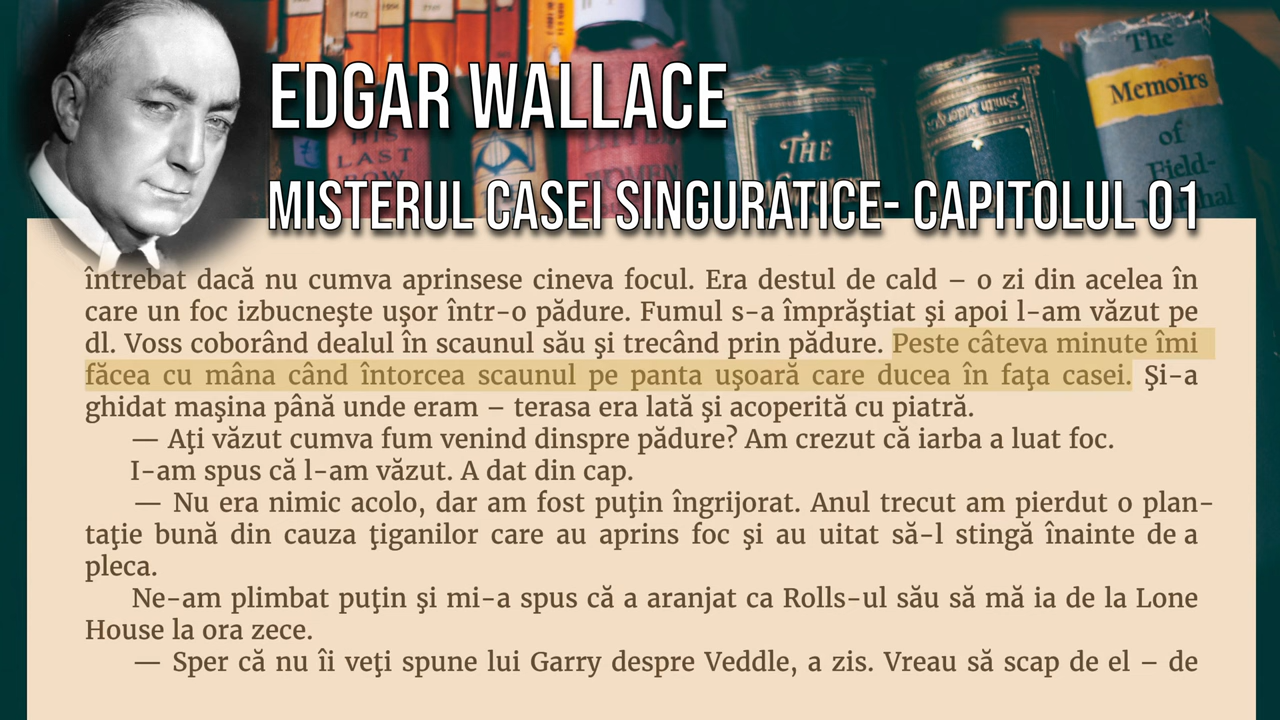 EDGAR WALLACE
MISTERUL CASEI SINGURATICE- CAPITOLUL 01
HIS
LAST
BOW
LITTLE
WOMEN
THE
The
Memoirs
of
Field-
Marshal
întrebat dacă nu cumva aprinsese cineva focul. Era destul de cald – o zi din acelea în
care un foc izbucneşte uşor într-o pădure. Fumul s-a împrăştiat şi apoi l-am văzut pe
dl. Voss coborând dealul în scaunul său şi trecând prin pădure. Peste câteva minute îmi
făcea cu mâna când întorcea scaunul pe panta uşoară care ducea în faţa casei. Şi-a
ghidat maşina până unde eram – terasa era lată şi acoperită cu piatră.
— Aţi văzut cumva fum venind dinspre pădure? Am crezut că iarba a luat foc.
I-am spus că l-am văzut. A dat din cap.
— Nu era nimic acolo, dar am fost puţin îngrijorat. Anul trecut am pierdut o plan-
taţie bună din cauza ţiganilor care au aprins foc şi au uitat să-l stingă înainte de a
pleca.
Ne-am plimbat puţin şi mi-a spus că a aranjat ca Rolls-ul său să mă ia de la Lone
House la ora zece.
— Sper că nu îi veţi spune lui Garry despre Veddle, a zis. Vreau să scap de el – de